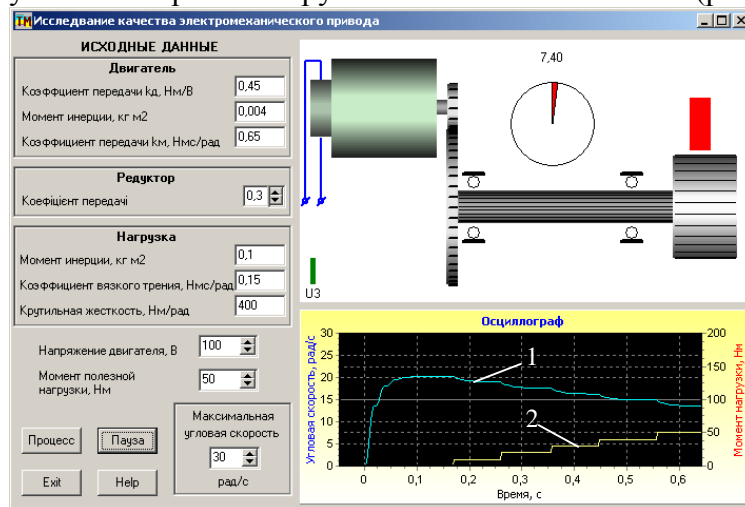 Исследвание качества электромеханического привода
ИСХОДНЫЕ ДАННЫЕ
Двигатель
Коэффциент передачи kд, Нм/В 0,45
Момент инерции, кг м2 0,004
Коэффициент передачи kм, Нмс/рад 0,65
Редуктор
Коефіцієнт передачі 0,3
Нагрузка
Момент инерции, кг м2 0,1
Коэффициент вязкого трения, Нмс/рад 0,15
Крутильная жесткость, Нм/рад 400
Напряжение двигателя, В 100
Момент полезной
нагрузки, Нм 50
Максимальная
угловая скорость
30
рад/с
Процесс Пауза
Exit Help
7,40
U3
Осциллограф
Угловая скорость, рад/с
30
25
20
15
10
5
0
1
2
200
150
100
50
0
Момент нагрузки, Нм
0 0,1 0,2 0,3 0,4 0,5 0,6
Время, с